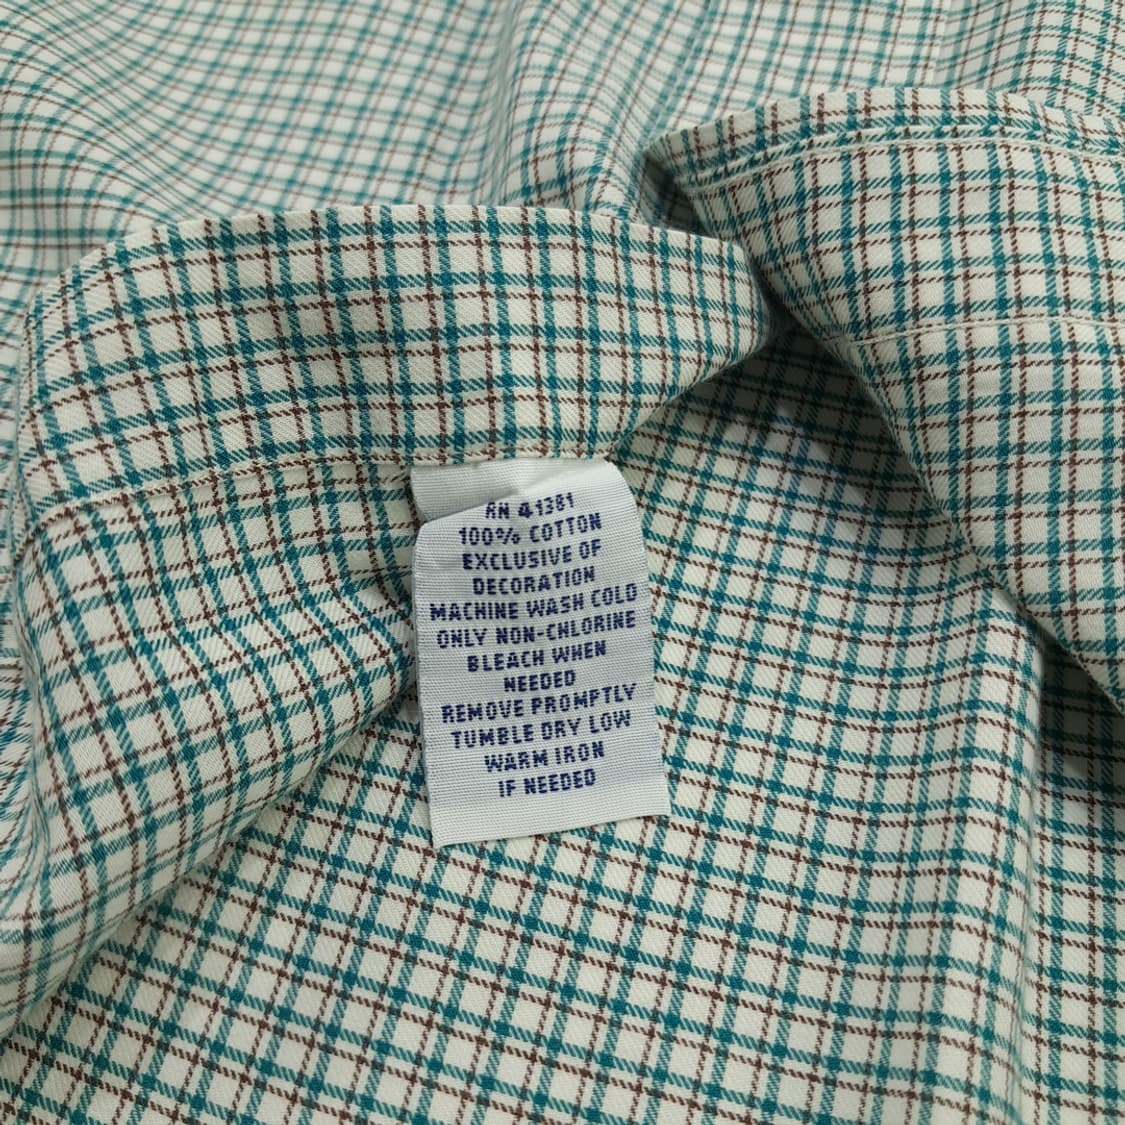 RN 41381
100% COTTON
EXCLUSIVE OF
DECORATION
MACHINE WASH COLD
ONLY NON-CHLORINE
BLEACH WHEN
NEEDED
REMOVE PROMPTLY
TUMBLE DRY LOW
WARM IRON
IF NEEDED